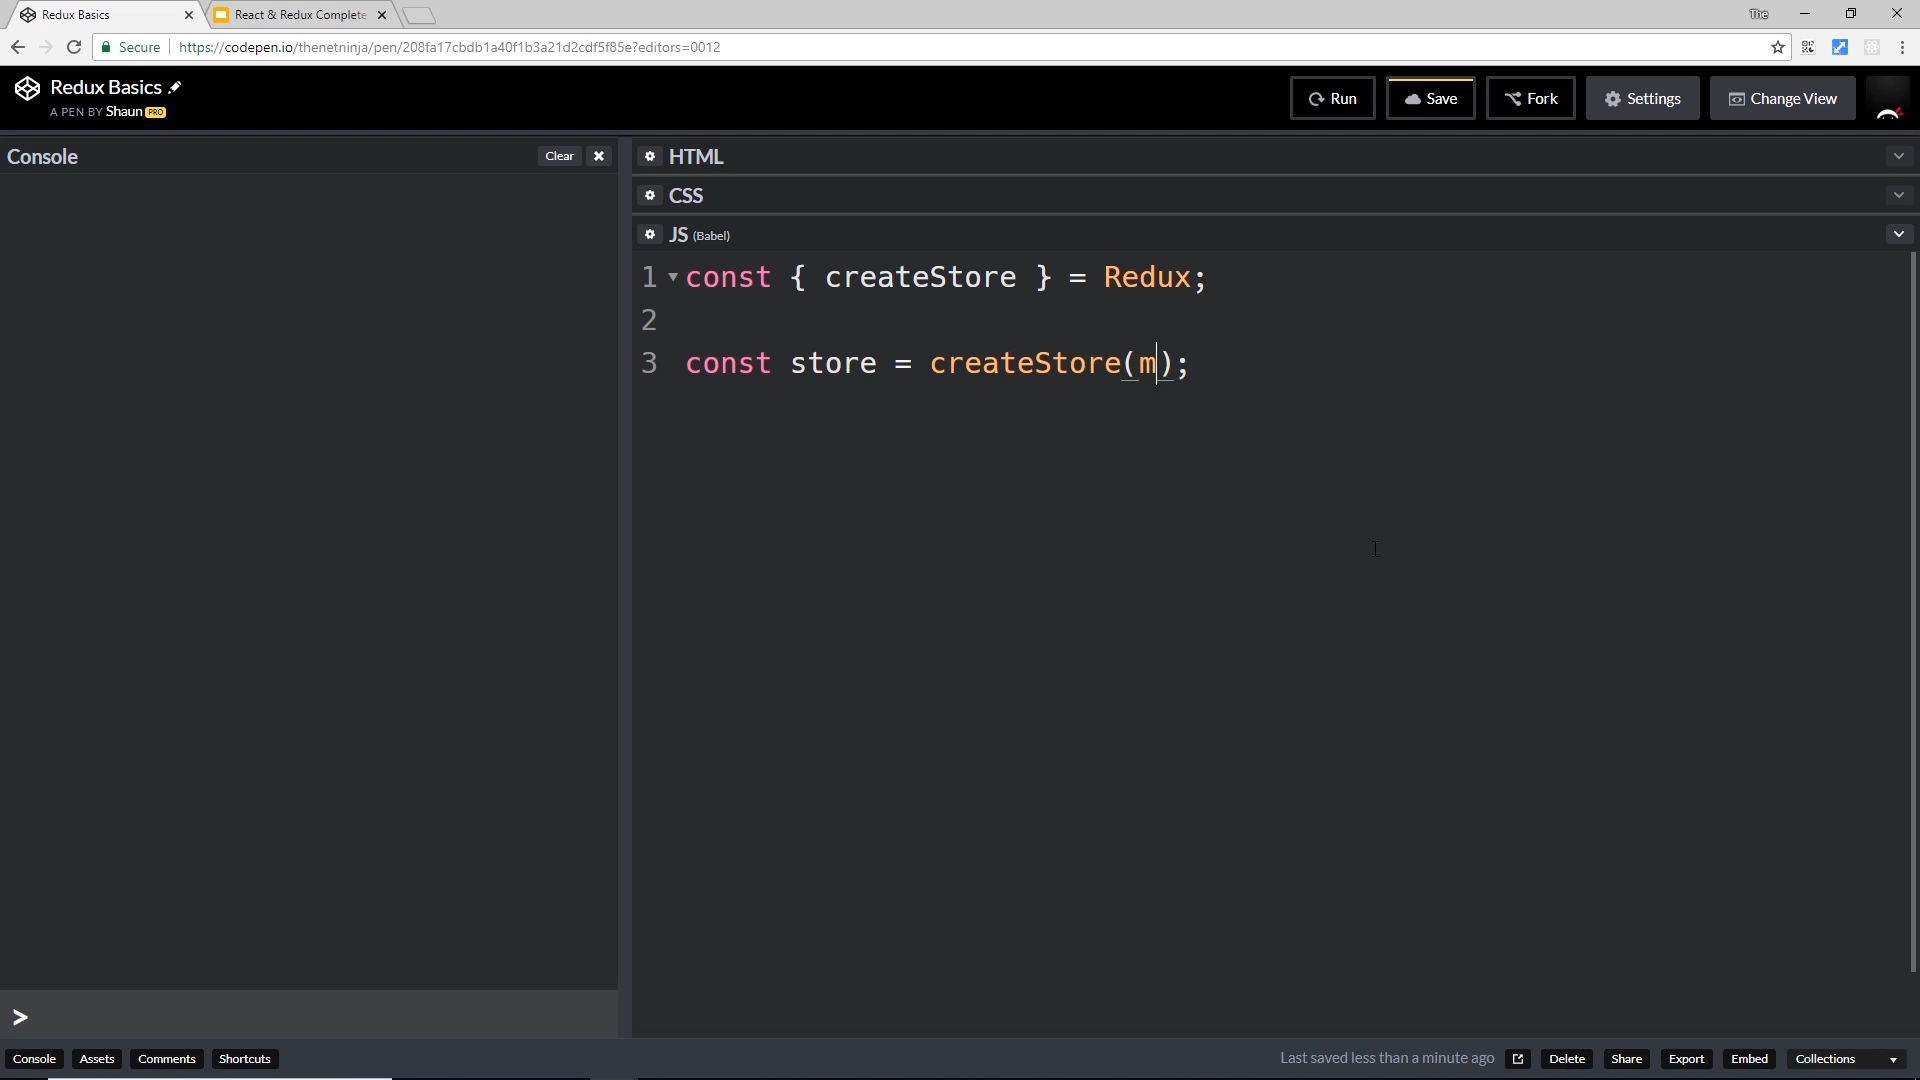 Redux Basics
React & Redux Complete
The
Secure
https://codepen.io/thenetninja/pen/208fa17cbdb1a40f1b3a21d2cdf5f85e?editors=0012
Redux Basics
A PEN BY Shaun PRO
Run
Save
Fork
Settings
Change View
Console
Clear
HTML
CSS
JS (Babel)
1 const { createStore } = Redux;
2
3 const store = createStore(m);
>
Console
Assets
Comments
Shortcuts
Last saved less than a minute ago
Delete
Share
Export
Embed
Collections